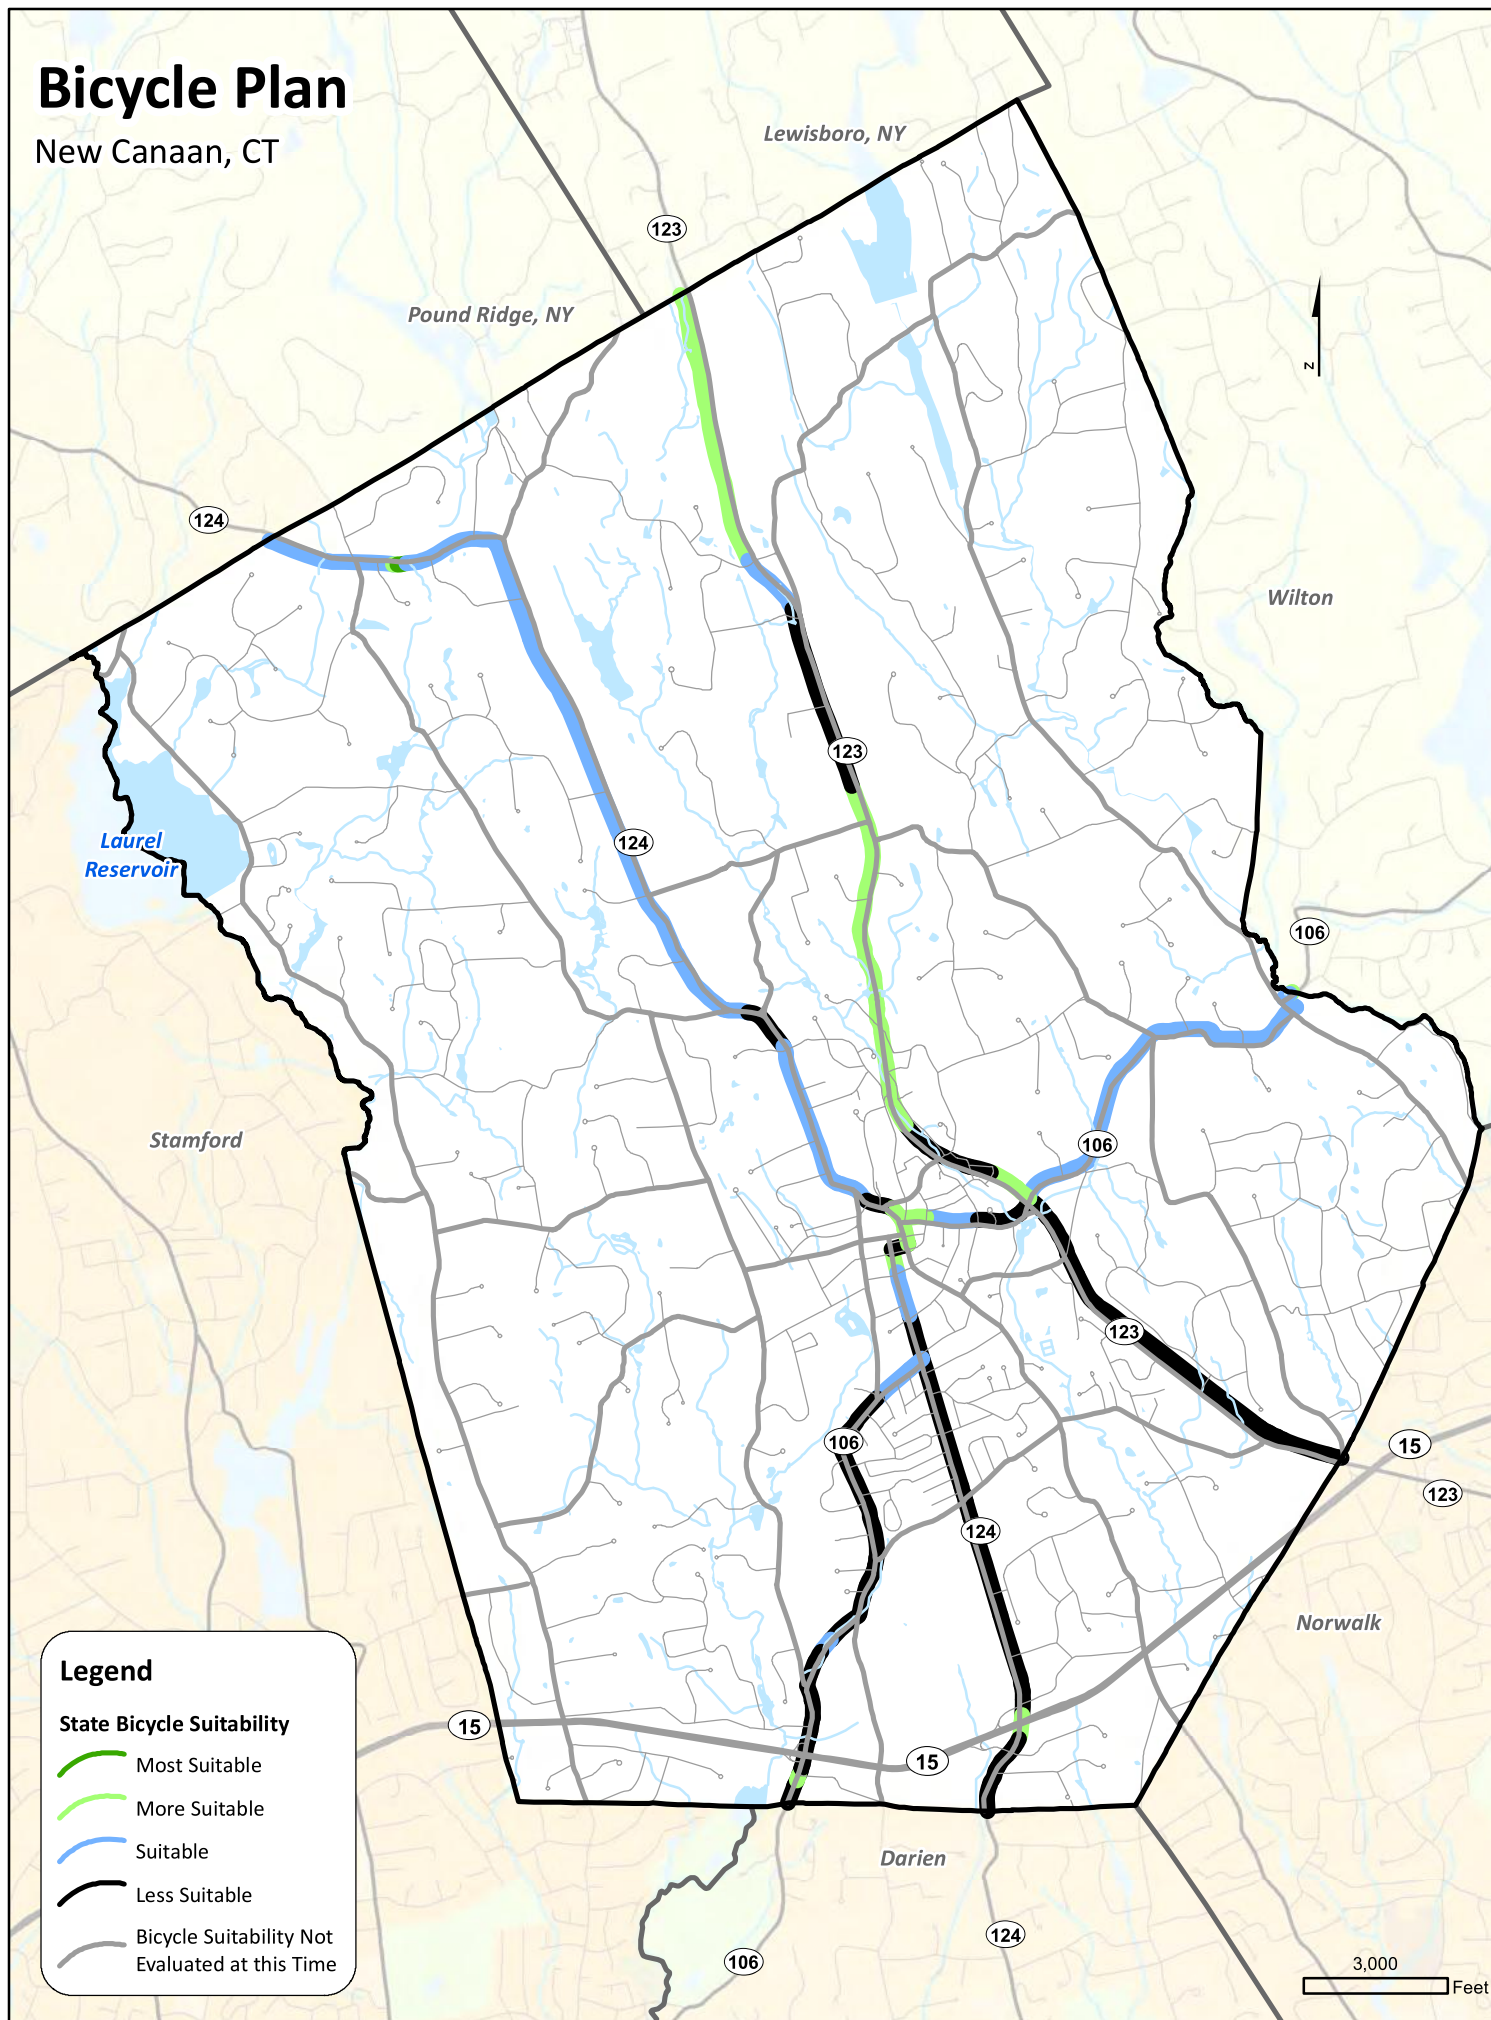 Bicycle Plan
New Canaan, CT
Lewisboro, NY
123
Pound Ridge, NY
N
124
Wilton
123
124
Laurel
Reservoir
106
Stamford
106
123
106
15
123
124
Norwalk
15
15
Darien
124
106
Legend
State Bicycle Suitability
Most Suitable
More Suitable
Suitable
Less Suitable
Bicycle Suitability Not
Evaluated at this Time
3,000
Feet